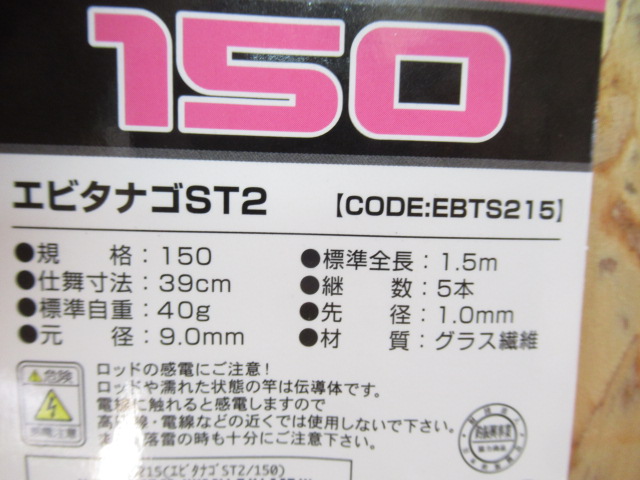 150
エビタナゴST2 【CODE:EBTS215】
●規 格：150
●仕舞寸法：39cm
●標準自重：40g
●元 径：9.0mm
●標準全長：1.5m
●継 数：5本
●先 径：1.0mm
●材 質：グラス繊維
危険
ロッドの感電にご注意!
ロッドや濡れた状態の竿は伝導体です。
電線に触れると感電しますので
高圧線・電線などの近くでは使用しないで下さい。
落雷の時も十分にご注意下さい。
215(ｴﾋﾞﾀﾅｺﾞST2/150)